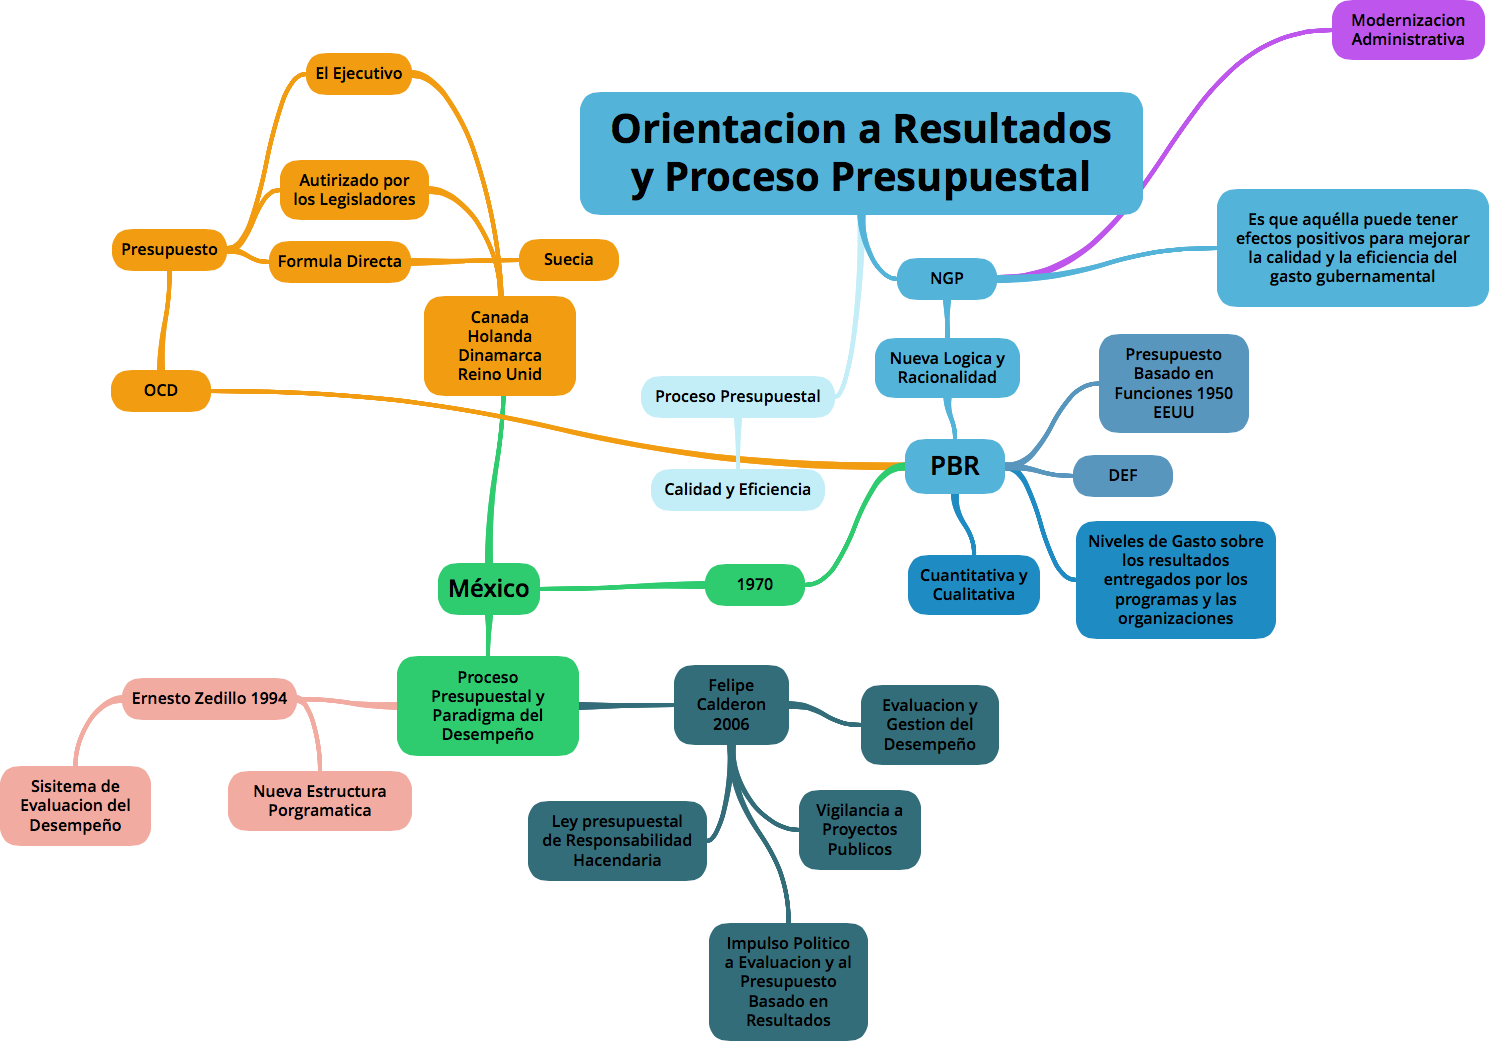 Modernizacion
Administrativa
El Ejecutivo
Orientacion a Resultados
y Proceso Presupuestal
Autirizado por
los Legisladores
Presupuesto
Formula Directa
Suecia
NGP
Es que aquélla puede tener
efectos positivos para mejorar
la calidad y la eficiencia del
gasto gubernamental
Canada
Holanda
Dinamarca
Reino Unid
Nueva Logica y
Racionalidad
Presupuesto
Basado en
Funciones 1950
EEUU
OCD
Proceso Presupuestal
PBR
DEF
Calidad y Eficiencia
Niveles de Gasto sobre
los resultados
entregados por los
programas y las
organizaciones
Cuantitativa y
Cualitativa
México
1970
Proceso
Presupuestal y
Paradigma del
Desempeño
Ernesto Zedillo 1994
Felipe
Calderon
2006
Evaluacion y
Gestion del
Desempeño
Sisitema de
Evaluacion del
Desempeño
Nueva Estructura
Porgramatica
Ley presupuestal
de Responsabilidad
Hacendaria
Vigilancia a
Proyectos
Publicos
Impulso Politico
a Evaluacion y al
Presupuesto
Basado en
Resultados